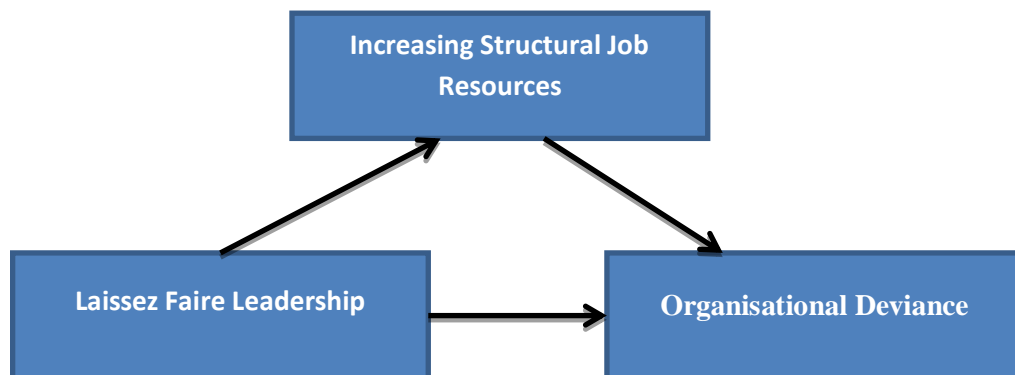 Increasing Structural Job
Resources
Laissez Faire Leadership
Organisational Deviance